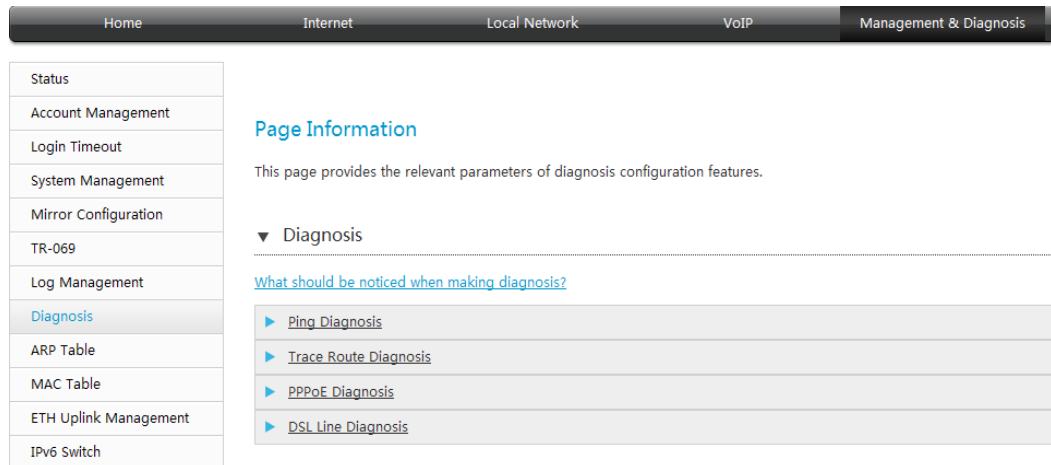 Home Internet Local Network VoIP Management & Diagnosis
Status
Account Management
Login Timeout
System Management
Mirror Configuration
TR-069
Log Management
Diagnosis
ARP Table
MAC Table
ETH Uplink Management
IPv6 Switch
Page Information
This page provides the relevant parameters of diagnosis configuration features.
▼ Diagnosis
What should be noticed when making diagnosis?
Ping Diagnosis
Trace Route Diagnosis
PPPoE Diagnosis
DSL Line Diagnosis